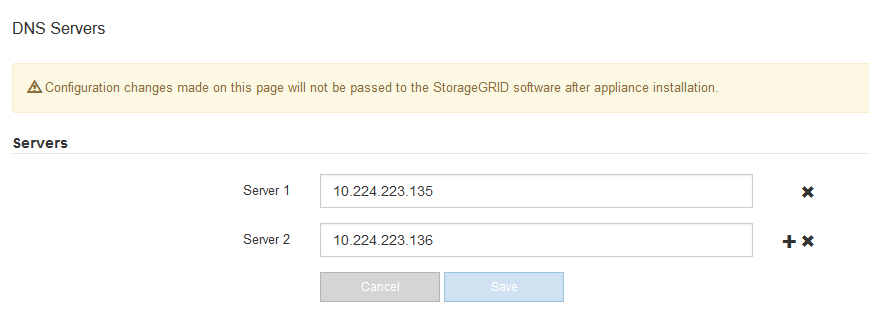 DNS Servers
Configuration changes made on this page will not be passed to the StorageGRID software after appliance installation.
Servers
Server 1 10.224.223.135
Server 2 10.224.223.136
Cancel Save